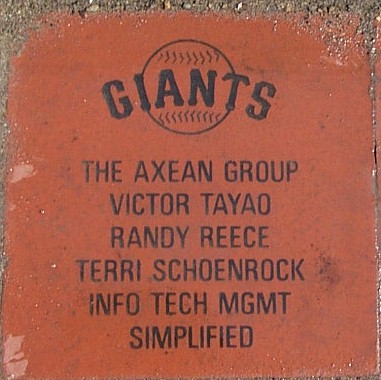 GIANTS
THE AXEAN GROUP
VICTOR TAYAO
RANDY REECE
TERRI SCHOENROCK
INFO TECH MGMT
SIMPLIFIED